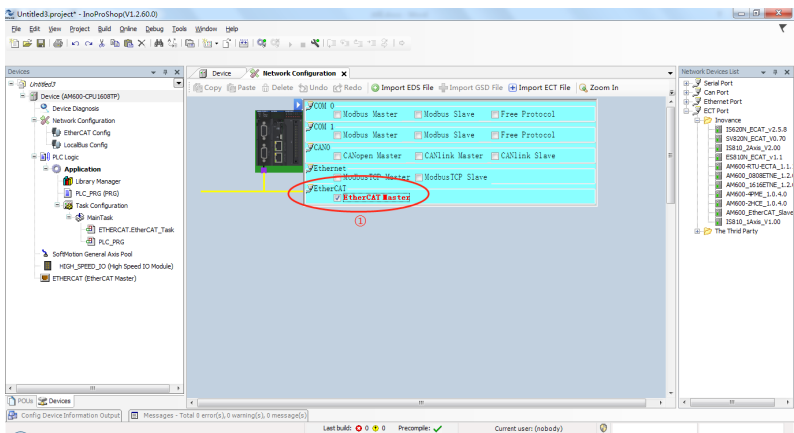 Untitled3.project* - InoProShop(V1.2.60.0)
File Edit View Project Build Online Debug Tools Window Help
Devices
Untitled3
Device (AM600-CPU1608TP)
Device Diagnosis
Network Configuration
EtherCAT Config
LocalBus Config
PLC Logic
Application
Library Manager
PLC_PRG (PRG)
Task Configuration
MainTask
ETHERCAT.EtherCAT_Task
PLC_PRG
SoftMotion General Axis Pool
HIGH_SPEED_IO (High Speed IO Module)
ETHERCAT (EtherCAT Master)
POUs Devices
Device Network Configuration
Copy Paste Delete Undo Redo Import EDS File Import GSD File Import ECT File Zoom In
COM 0
Modbus Master Modbus Slave Free Protocol
COM 1
Modbus Master Modbus Slave Free Protocol
CAN0
CANopen Master CANlink Master CANlink Slave
Ethernet
ModbusTCP Master ModbusTCP Slave
EtherCAT
EtherCAT Master
①
Network Devices List
Serial Port
Can Port
Ethernet Port
ECT Port
Inovance
IS620N_ECAT_v2.5.8
SV820N_ECAT_V0.70
IS810_2Axis_V2.00
ES810N_ECAT_v1.1
AM600-RTU-ECTA_1.1.
AM600_0808ETNE_1.2.
AM600_1616ETNE_1.2.0
AM600-4PME_1.0.4.0
AM600-2HCE_1.0.4.0
AM600_EtherCAT_Slave
IS810_1Axis_V1.00
The Thrid Party
Config Device Information Output Messages - Total 0 error(s), 0 warning(s), 0 message(s)
Last build: 0 0 Precompile: Current user: (nobody)